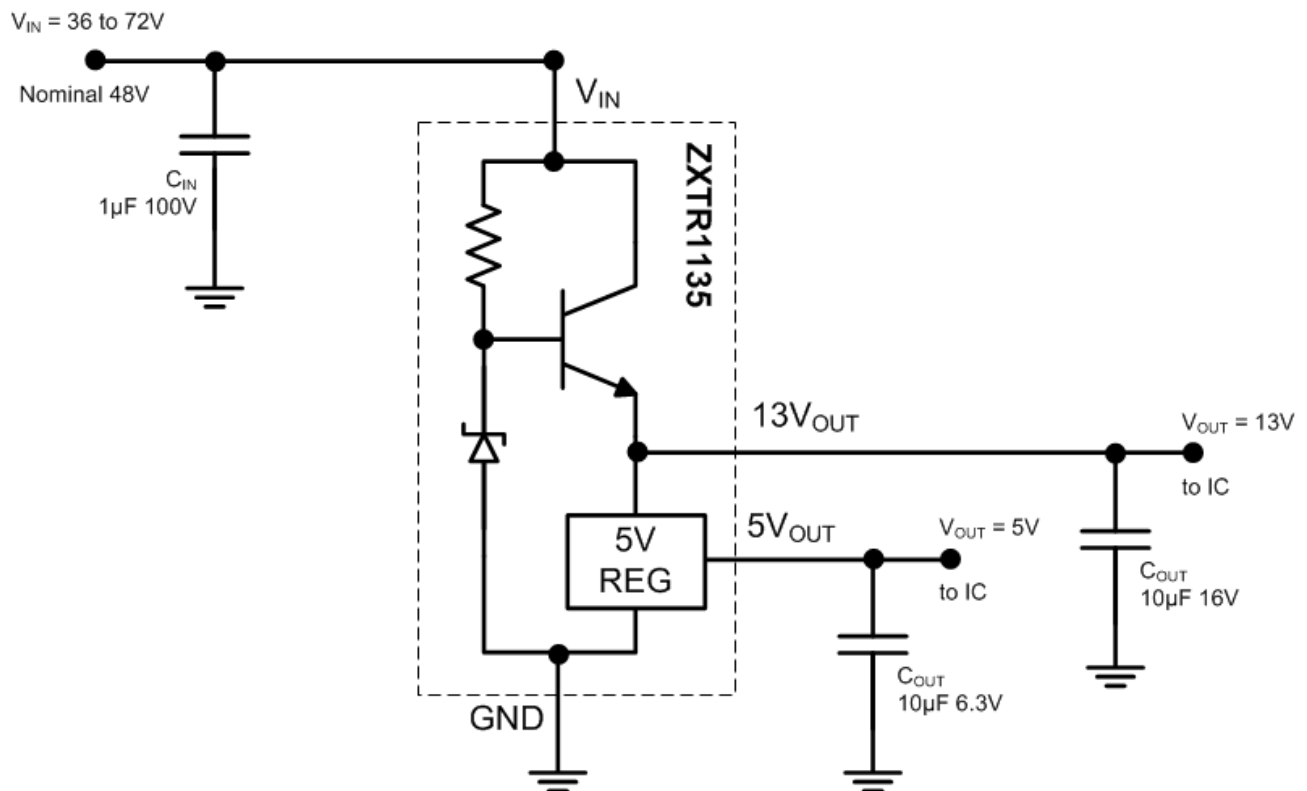 V_IN = 36 to 72V
Nominal 48V
V_IN
C_IN
1µF 100V
ZXTR1135
13V_OUT
V_OUT = 13V
to IC
5V
REG
5V_OUT
V_OUT = 5V
to IC
C_OUT
10µF 16V
C_OUT
10µF 6.3V
GND